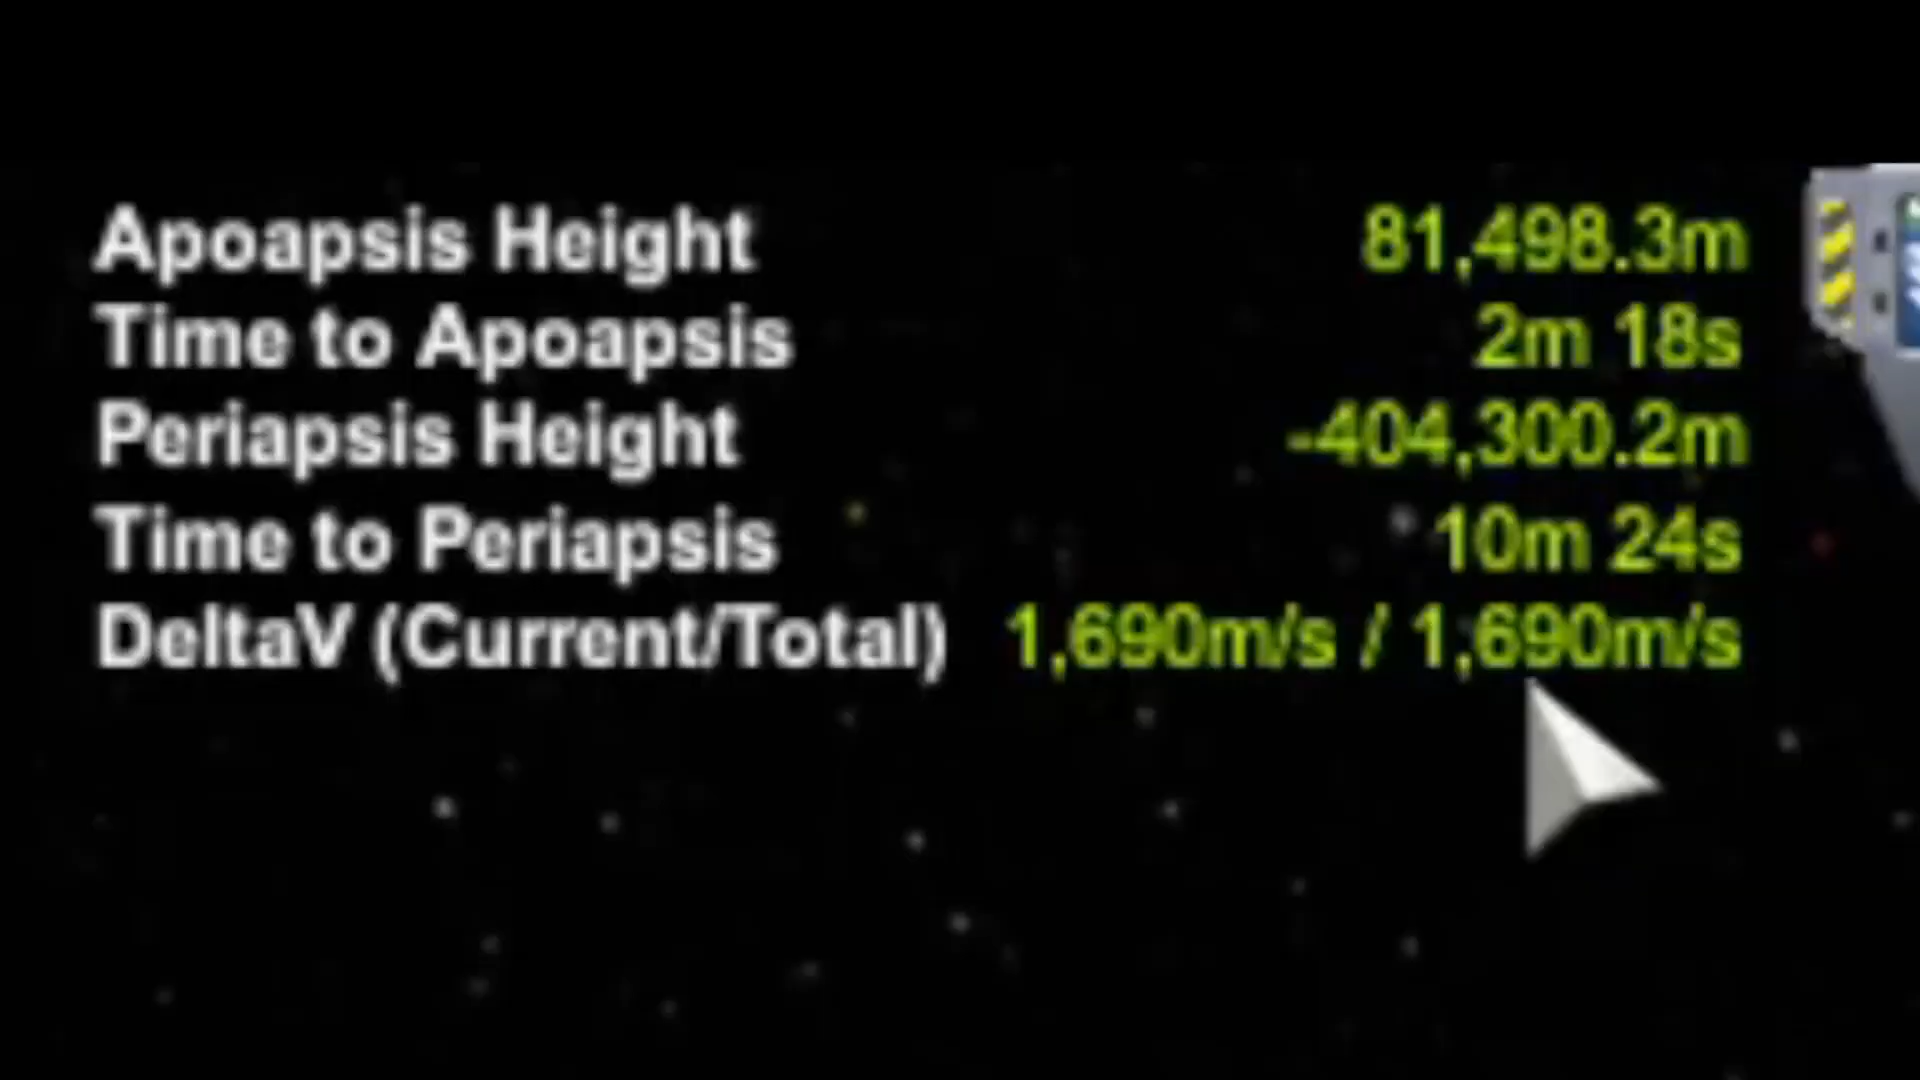 Apoapsis Height 81,498.3m
Time to Apoapsis 2m 18s
Periapsis Height -404,300.2m
Time to Periapsis 10m 24s
DeltaV (Current/Total) 1,690m/s / 1,690m/s